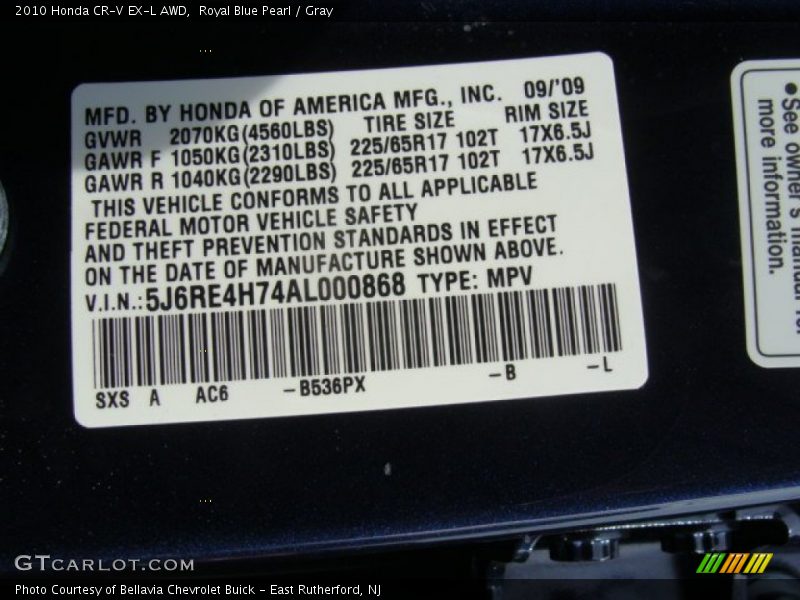 2010 Honda CR-V EX-L AWD, Royal Blue Pearl / Gray
MFD. BY HONDA OF AMERICA MFG., INC. 09/'09
GVWR 2070KG(4560LBS) TIRE SIZE RIM SIZE
GAWR F 1050KG(2310LBS) 225/65R17 102T 17X6.5J
GAWR R 1040KG(2290LBS) 225/65R17 102T 17X6.5J
THIS VEHICLE CONFORMS TO ALL APPLICABLE
FEDERAL MOTOR VEHICLE SAFETY
AND THEFT PREVENTION STANDARDS IN EFFECT
ON THE DATE OF MANUFACTURE SHOWN ABOVE.
V.I.N.:5J6RE4H74AL000868 TYPE: MPV
SXS A AC6 -B536PX -B -L
•See owner's manual for
more information.
GTCARLOT.COM
Photo Courtesy of Bellavia Chevrolet Buick - East Rutherford, NJ